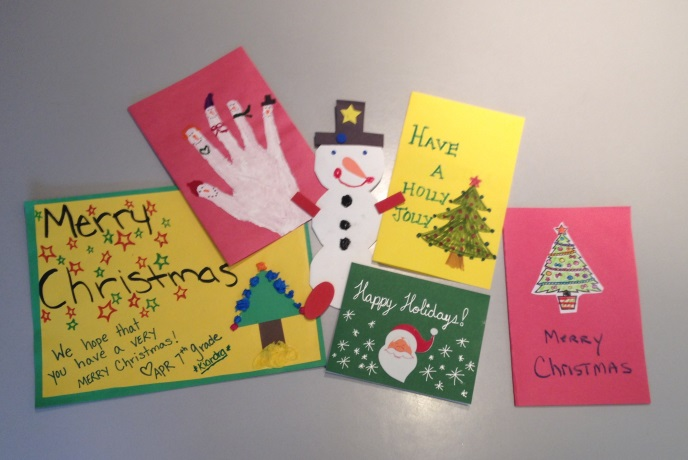 Merry
Christmas
We hope that
you have a VERY
MERRY Christmas!
APR 7th grade
HAVE
A
HOLLY
JOLLY
Happy Holidays!
MERRY
CHRISTMAS